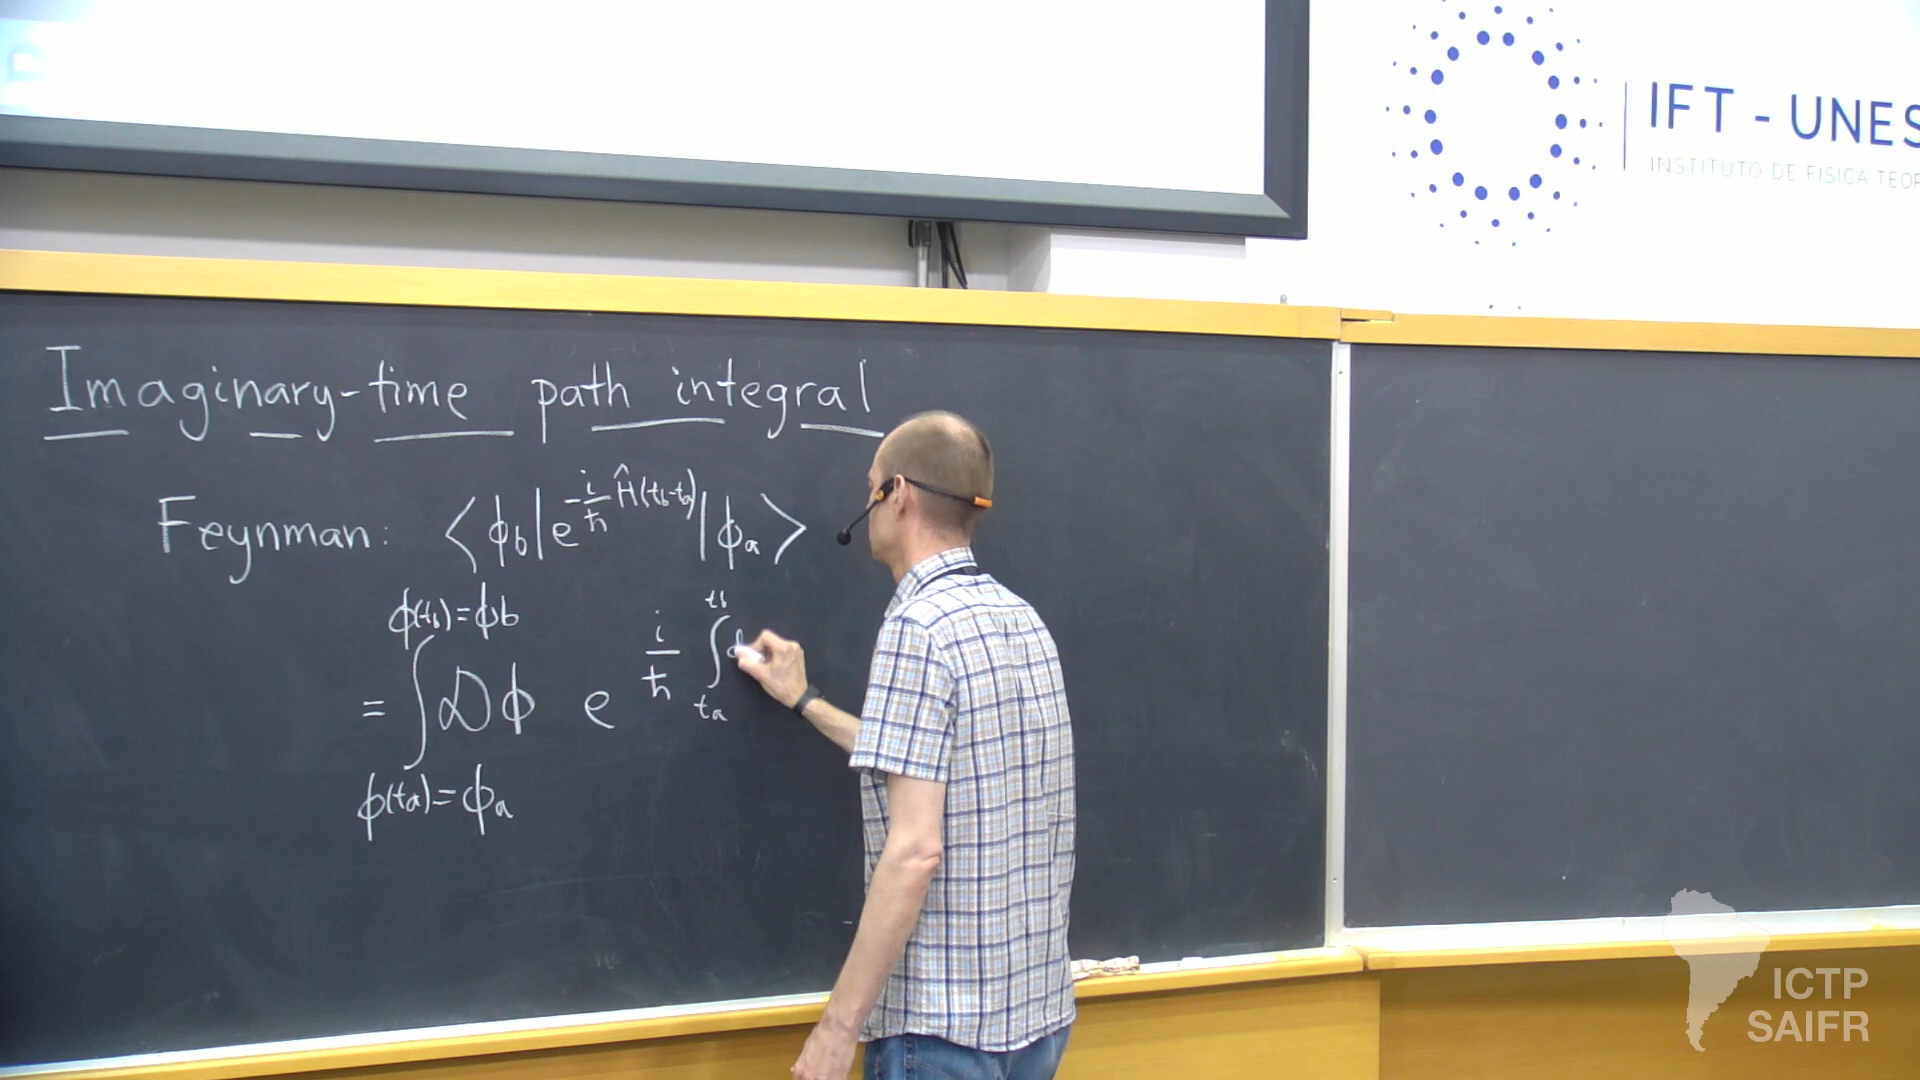 IFT - UNES
INSTITUTO DE FISICA TEOR
Imaginary-time path integral
Feynman: ⟨ϕb|e^{-i/ħ Ĥ(tb-ta)}|ϕa⟩
ϕ(tb)=ϕb
= ∫Dϕ e^{i/ħ ∫_{ta}^{tb} d
ϕ(ta)=ϕa
ICTP
SAIFR